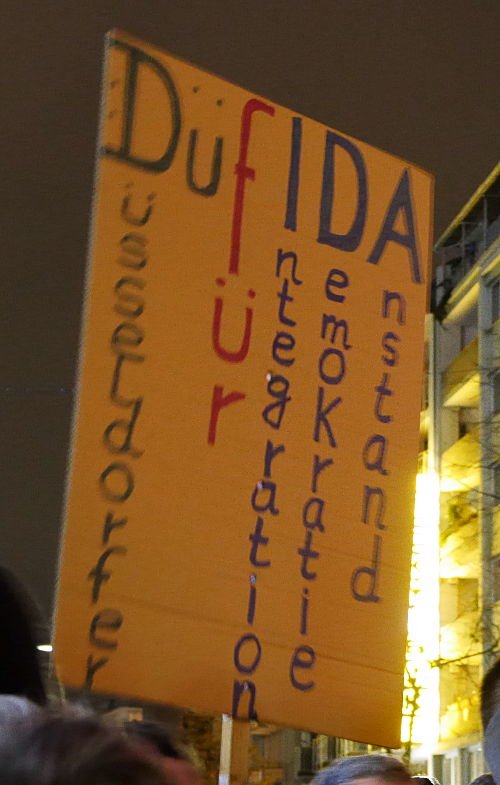 DüfIDA
Düsseldorfer
für
Integration
Demokratie
Anstand